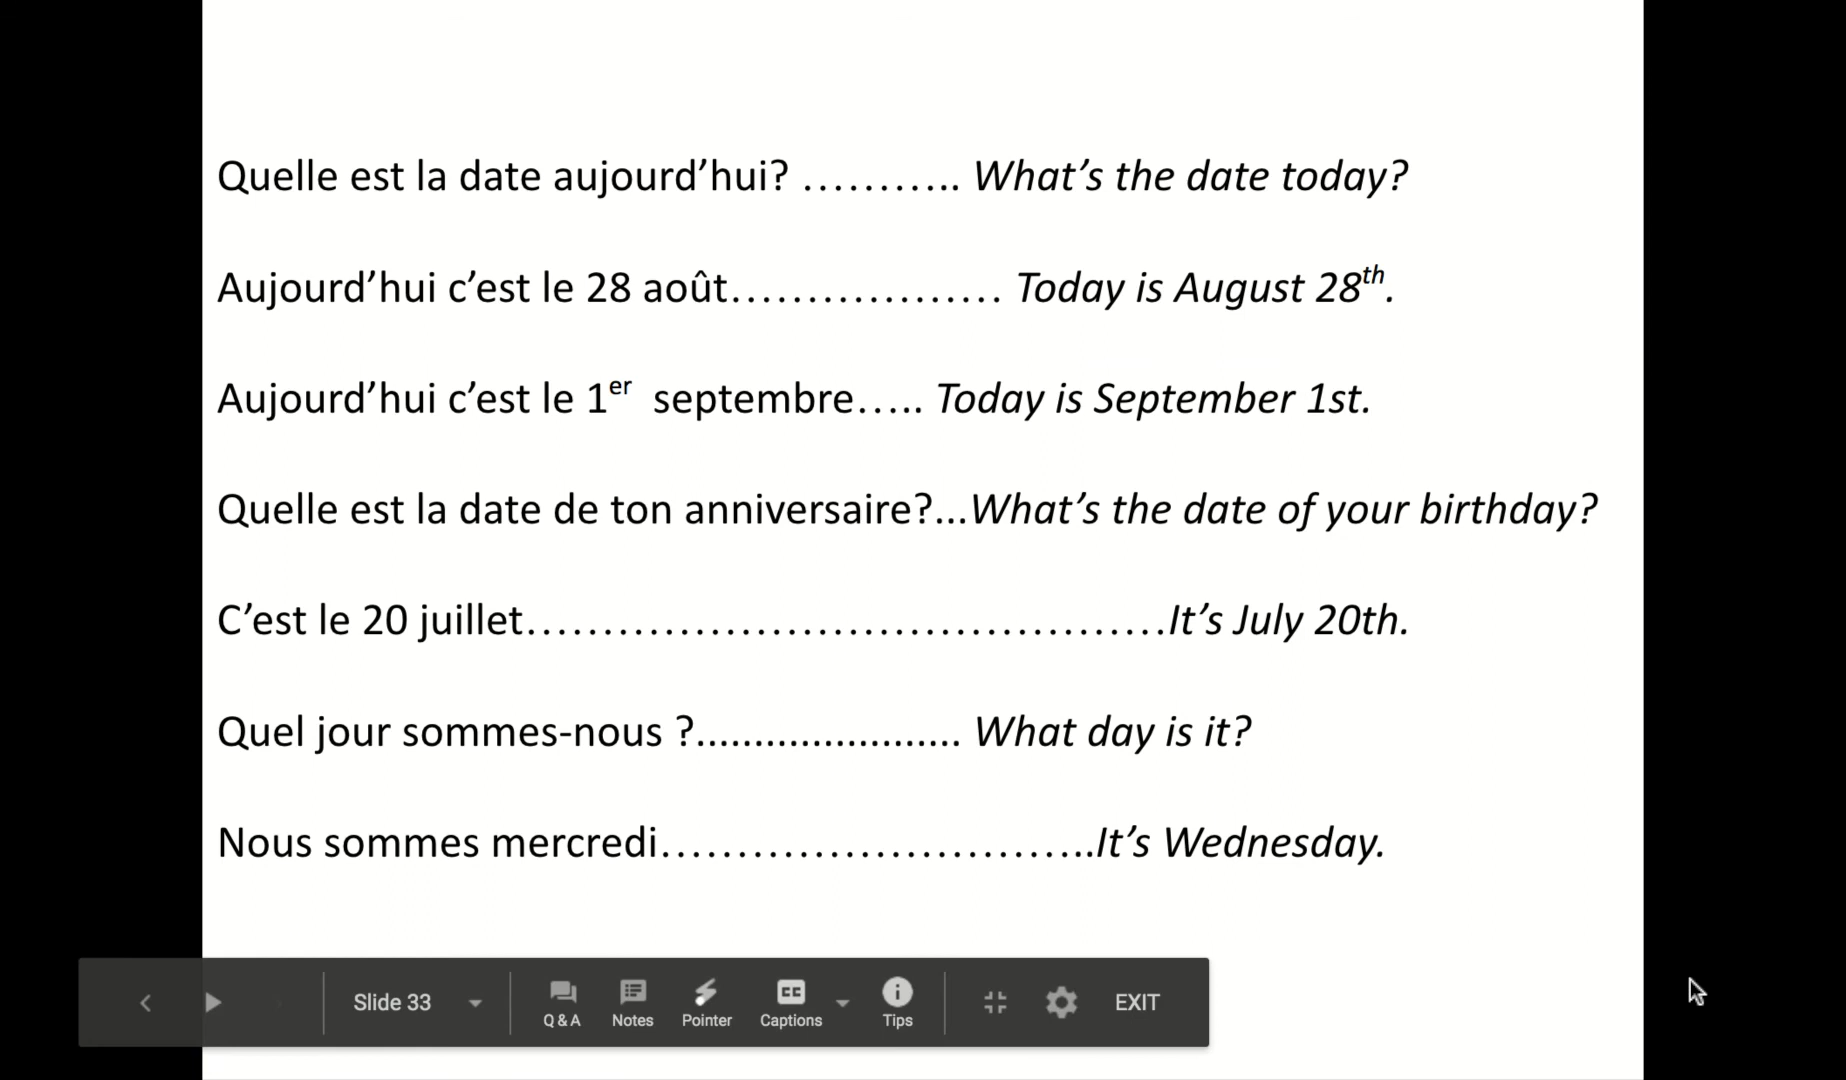 Quelle est la date aujourd’hui? ……….. What’s the date today?
Aujourd’hui c’est le 28 août……………… Today is August 28th.
Aujourd’hui c’est le 1er septembre….. Today is September 1st.
Quelle est la date de ton anniversaire?...What’s the date of your birthday?
C’est le 20 juillet……………………………………It’s July 20th.
Quel jour sommes-nous ?....................... What day is it?
Nous sommes mercredi………………………..It’s Wednesday.
Slide 33 Q & A Notes Pointer CC Captions Tips EXIT